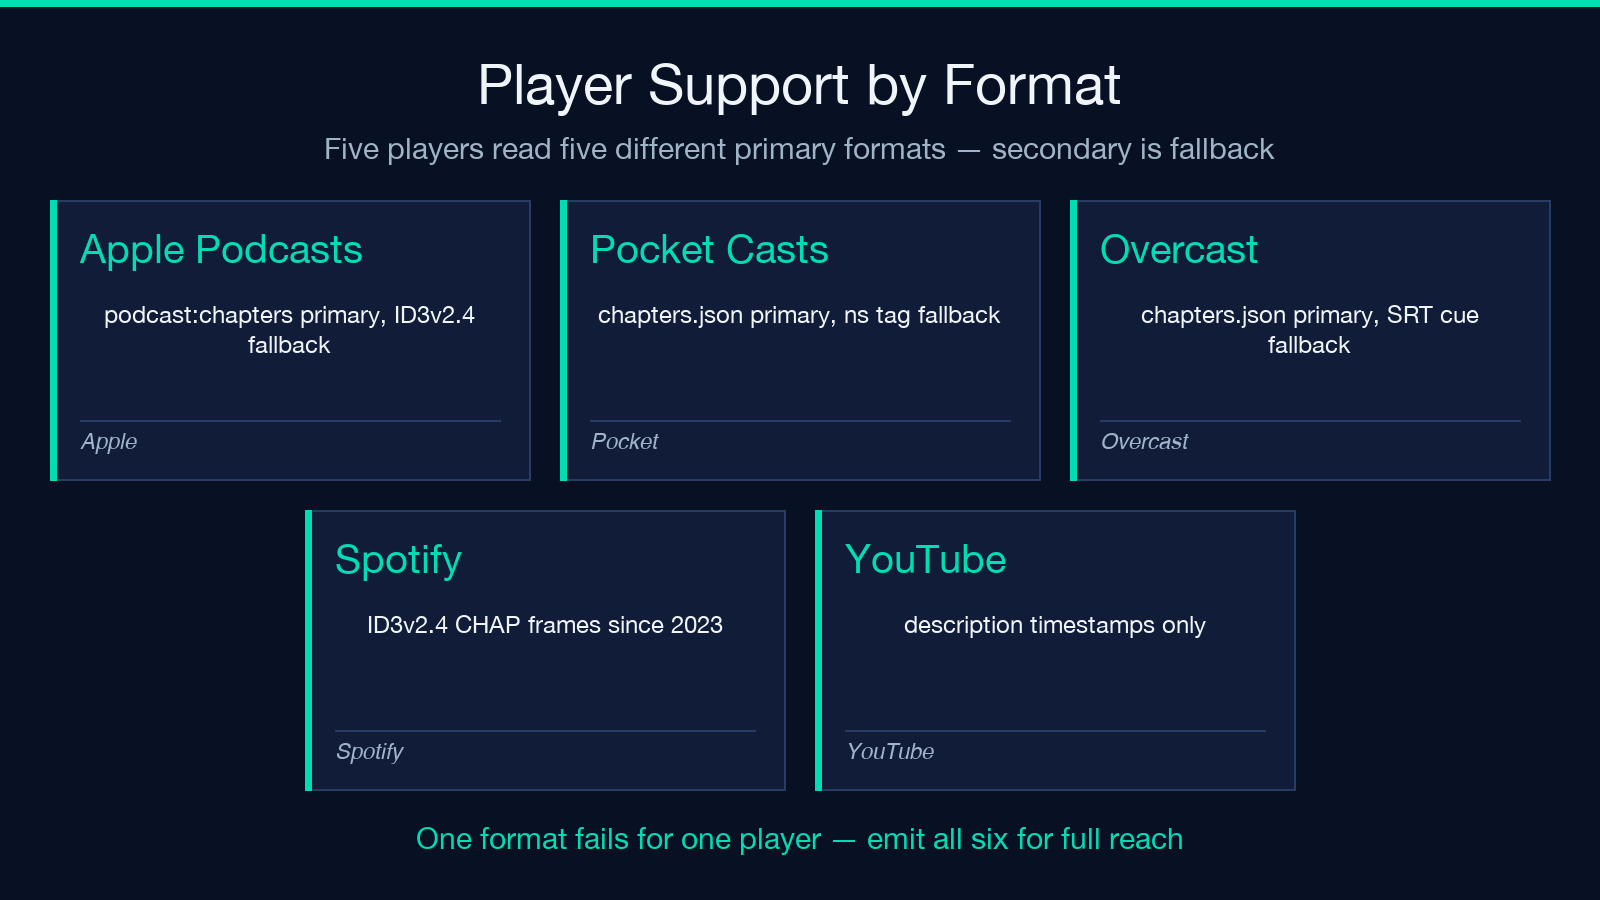 Player Support by Format
Five players read five different primary formats — secondary is fallback
Apple Podcasts
podcast:chapters primary, ID3v2.4
fallback
Apple
Pocket Casts
chapters.json primary, ns tag fallback
Pocket
Overcast
chapters.json primary, SRT cue
fallback
Overcast
Spotify
ID3v2.4 CHAP frames since 2023
Spotify
YouTube
description timestamps only
YouTube
One format fails for one player — emit all six for full reach